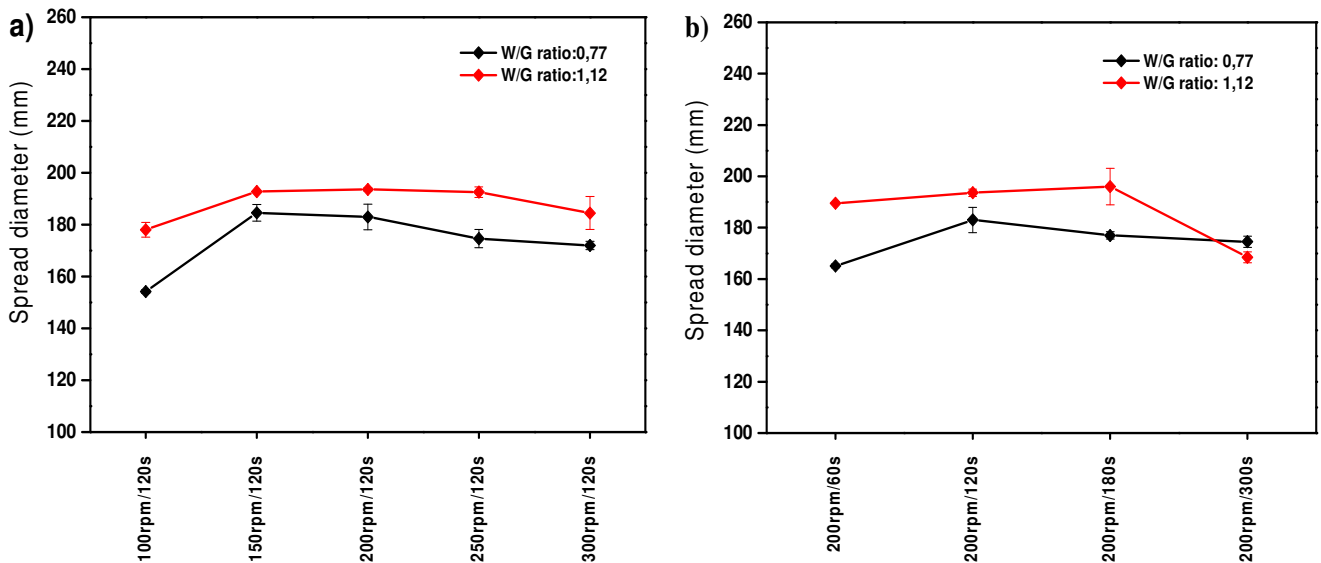 a)
W/G ratio:0,77
W/G ratio:1,12
Spread diameter (mm)
260
240
220
200
180
160
140
120
100
100rpm/120s
150rpm/120s
200rpm/120s
250rpm/120s
300rpm/120s
b)
W/G ratio: 0,77
W/G ratio: 1,12
Spread diameter (mm)
260
240
220
200
180
160
140
120
100
200rpm/60s
200rpm/120s
200rpm/180s
200rpm/300s